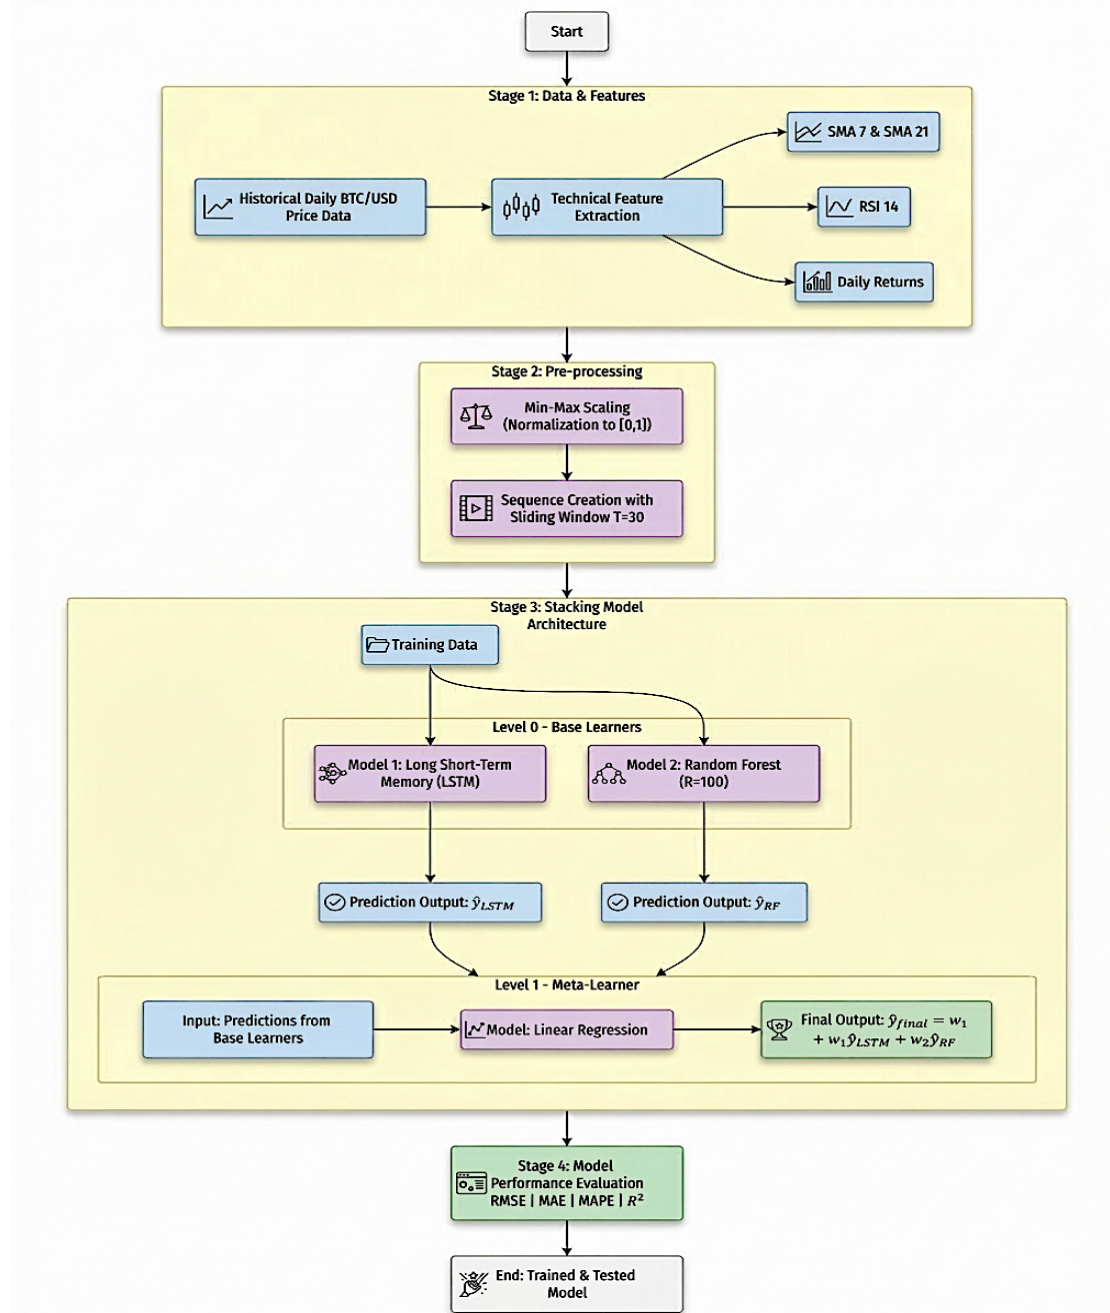 Start
Stage 1: Data & Features
Historical Daily BTC/USD
Price Data
Technical Feature
Extraction
SMA 7 & SMA 21
RSI 14
Daily Returns
Stage 2: Pre-processing
Min-Max Scaling
(Normalization to [0,1])
Sequence Creation with
Sliding Window T=30
Stage 3: Stacking Model
Architecture
Training Data
Level 0 - Base Learners
Model 1: Long Short-Term
Memory (LSTM)
Model 2: Random Forest
(R=100)
Prediction Output: ŷ_LSTM
Prediction Output: ŷ_RF
Level 1 - Meta-Learner
Input: Predictions from
Base Learners
Model: Linear Regression
Final Output: ŷ_final = w₁
+ w₁ŷ_LSTM + w₂ŷ_RF
Stage 4: Model
Performance Evaluation
RMSE | MAE | MAPE | R²
End: Trained & Tested
Model